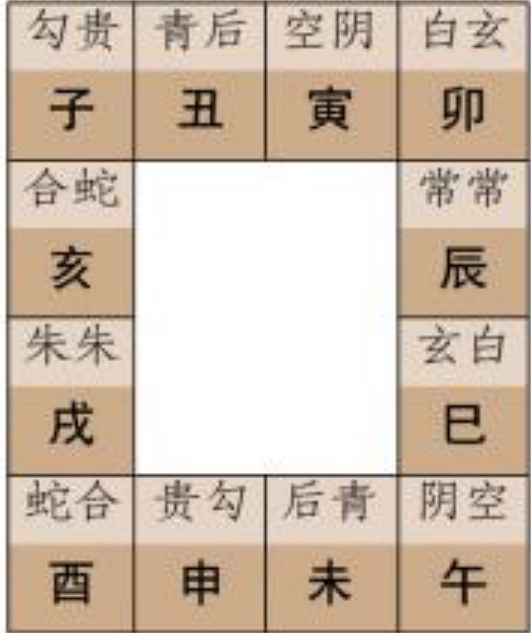 勾贵 青后 空阴 白玄
子 丑 寅 卯
合蛇 常常
亥 辰
朱朱 玄白
戌 巳
蛇合 贵勾 后青 阴空
酉 申 未 午